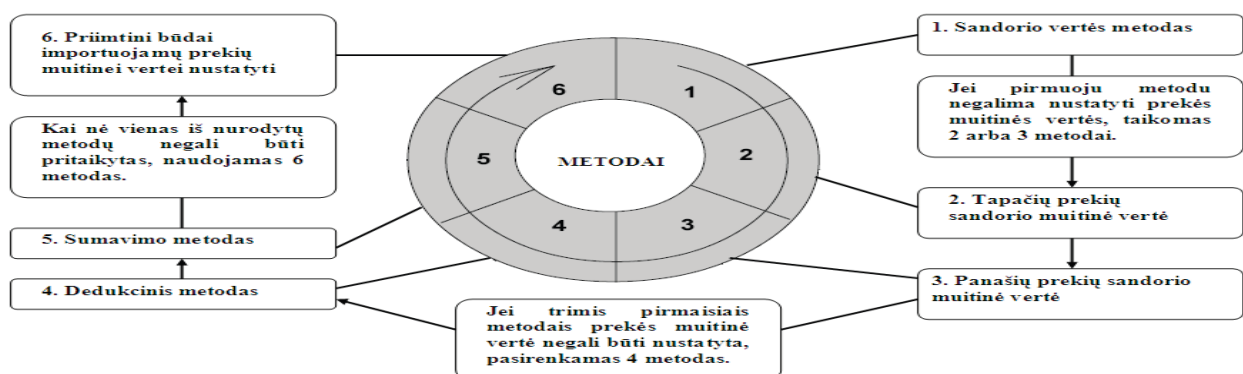 1. Sandorio vertės metodas
Jei pirmuoju metodu
negalima nustatyti prekės
muitinės vertės, taikomas
2 arba 3 metodai.
2. Tapačių prekių
sandorio muitinė vertė
3. Panašių prekių sandorio
muitinė vertė
Jei trimis pirmaisiais
metodais prekės muitinė
vertė negali būti nustatyta,
pasirenkamas 4 metodas.
4. Dedukcinis metodas
5. Sumavimo metodas
Kai nė vienas iš nurodytų
metodų negali būti
pritaikytas, naudojamas 6
metodas.
6. Priimtini būdai
importuojamų prekių
muitinei vertei nustatyti
METODAI
1
2
3
4
5
6